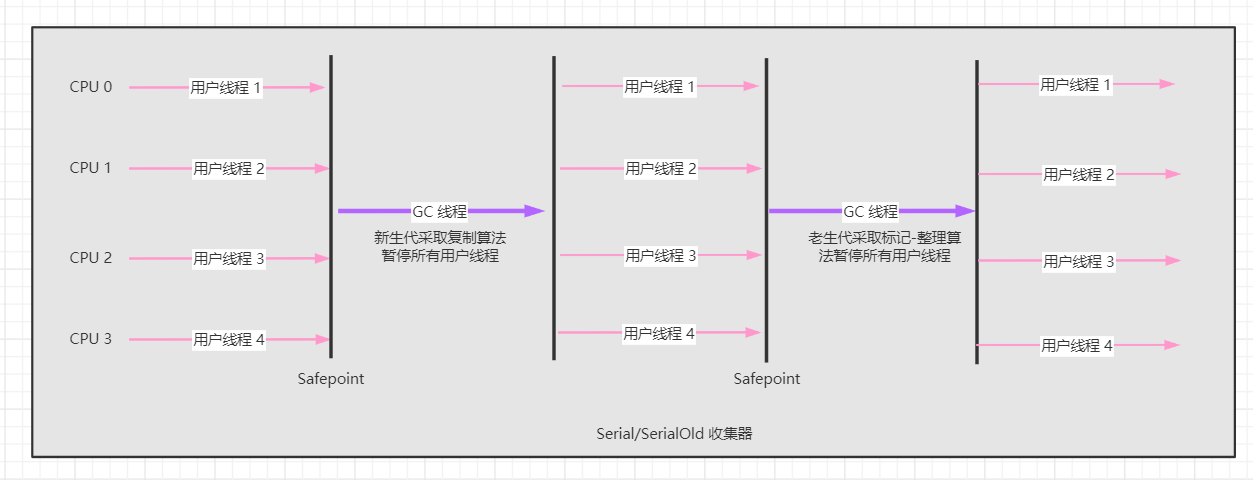 CPU 0
用户线程 1
用户线程 1
用户线程 1
CPU 1
用户线程 2
用户线程 2
用户线程 2
GC 线程
新生代采取复制算法
暂停所有用户线程
GC 线程
老生代采取标记-整理算
法暂停所有用户线程
CPU 2
用户线程 3
用户线程 3
用户线程 3
CPU 3
用户线程 4
用户线程 4
用户线程 4
Safepoint
Safepoint
Serial/SerialOld 收集器